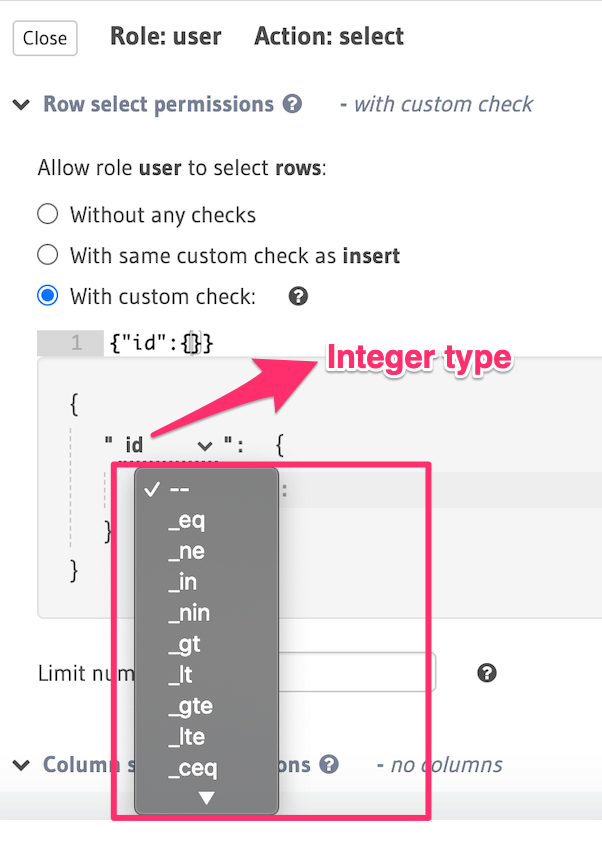 Close Role: user Action: select
Row select permissions ? - with custom check
Allow role user to select rows:
Without any checks
With same custom check as insert
With custom check: ?
1 {"id":{}}
Integer type
{
" id ": {
✓ -- :
_eq
_ne
}
_in
}
_nin
_gt
Limit num ?
_lt
_gte
_lte
Column s ons ? - no columns
_ceq